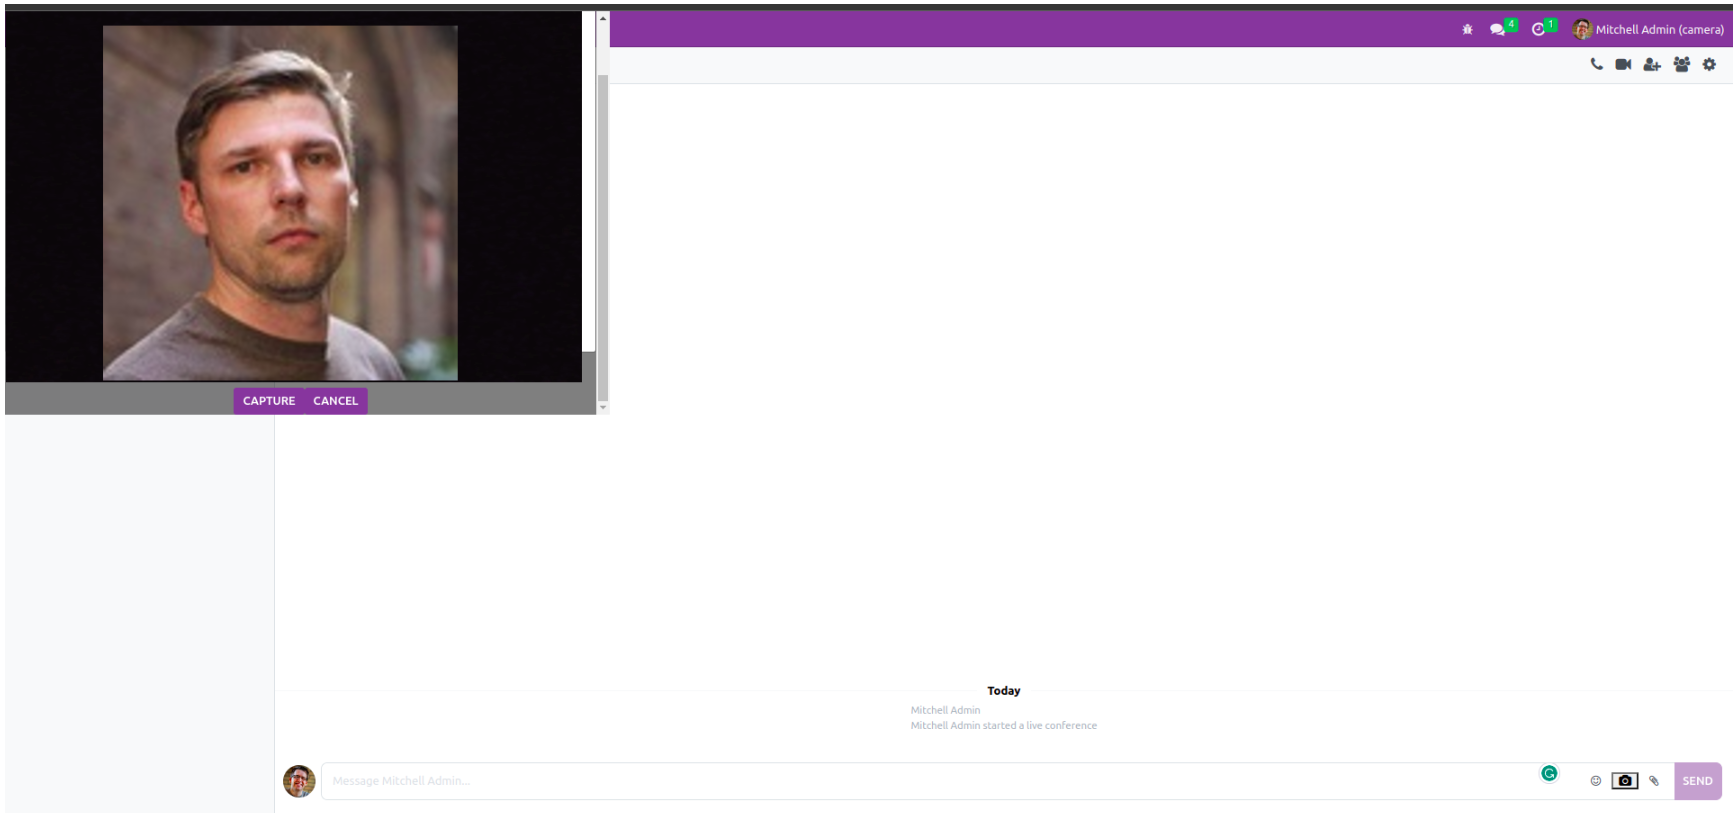 4
1
Mitchell Admin (camera)
CAPTURE CANCEL
Today
Mitchell Admin
Mitchell Admin started a live conference
Message Mitchell Admin...
SEND